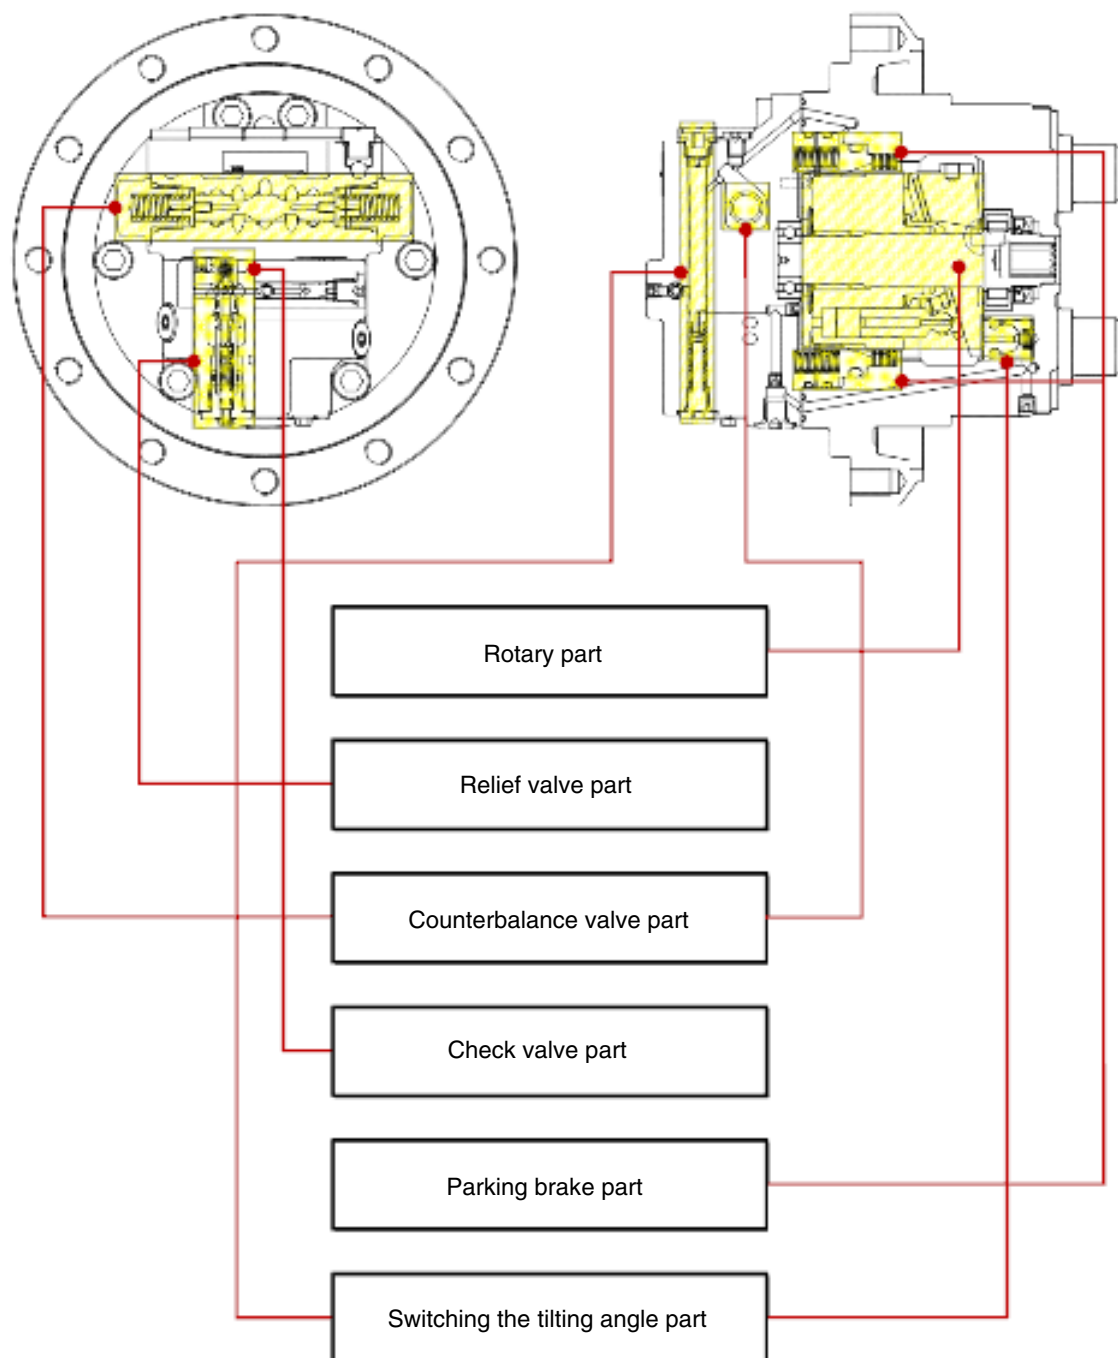 Rotary part
Relief valve part
Counterbalance valve part
Check valve part
Parking brake part
Switching the tilting angle part